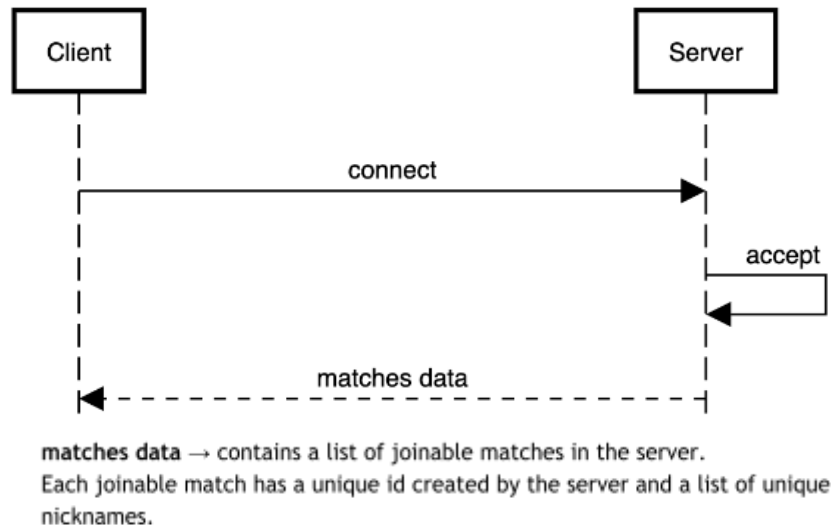 Client
Server
connect
accept
matches data
matches data → contains a list of joinable matches in the server.
Each joinable match has a unique id created by the server and a list of unique
nicknames.